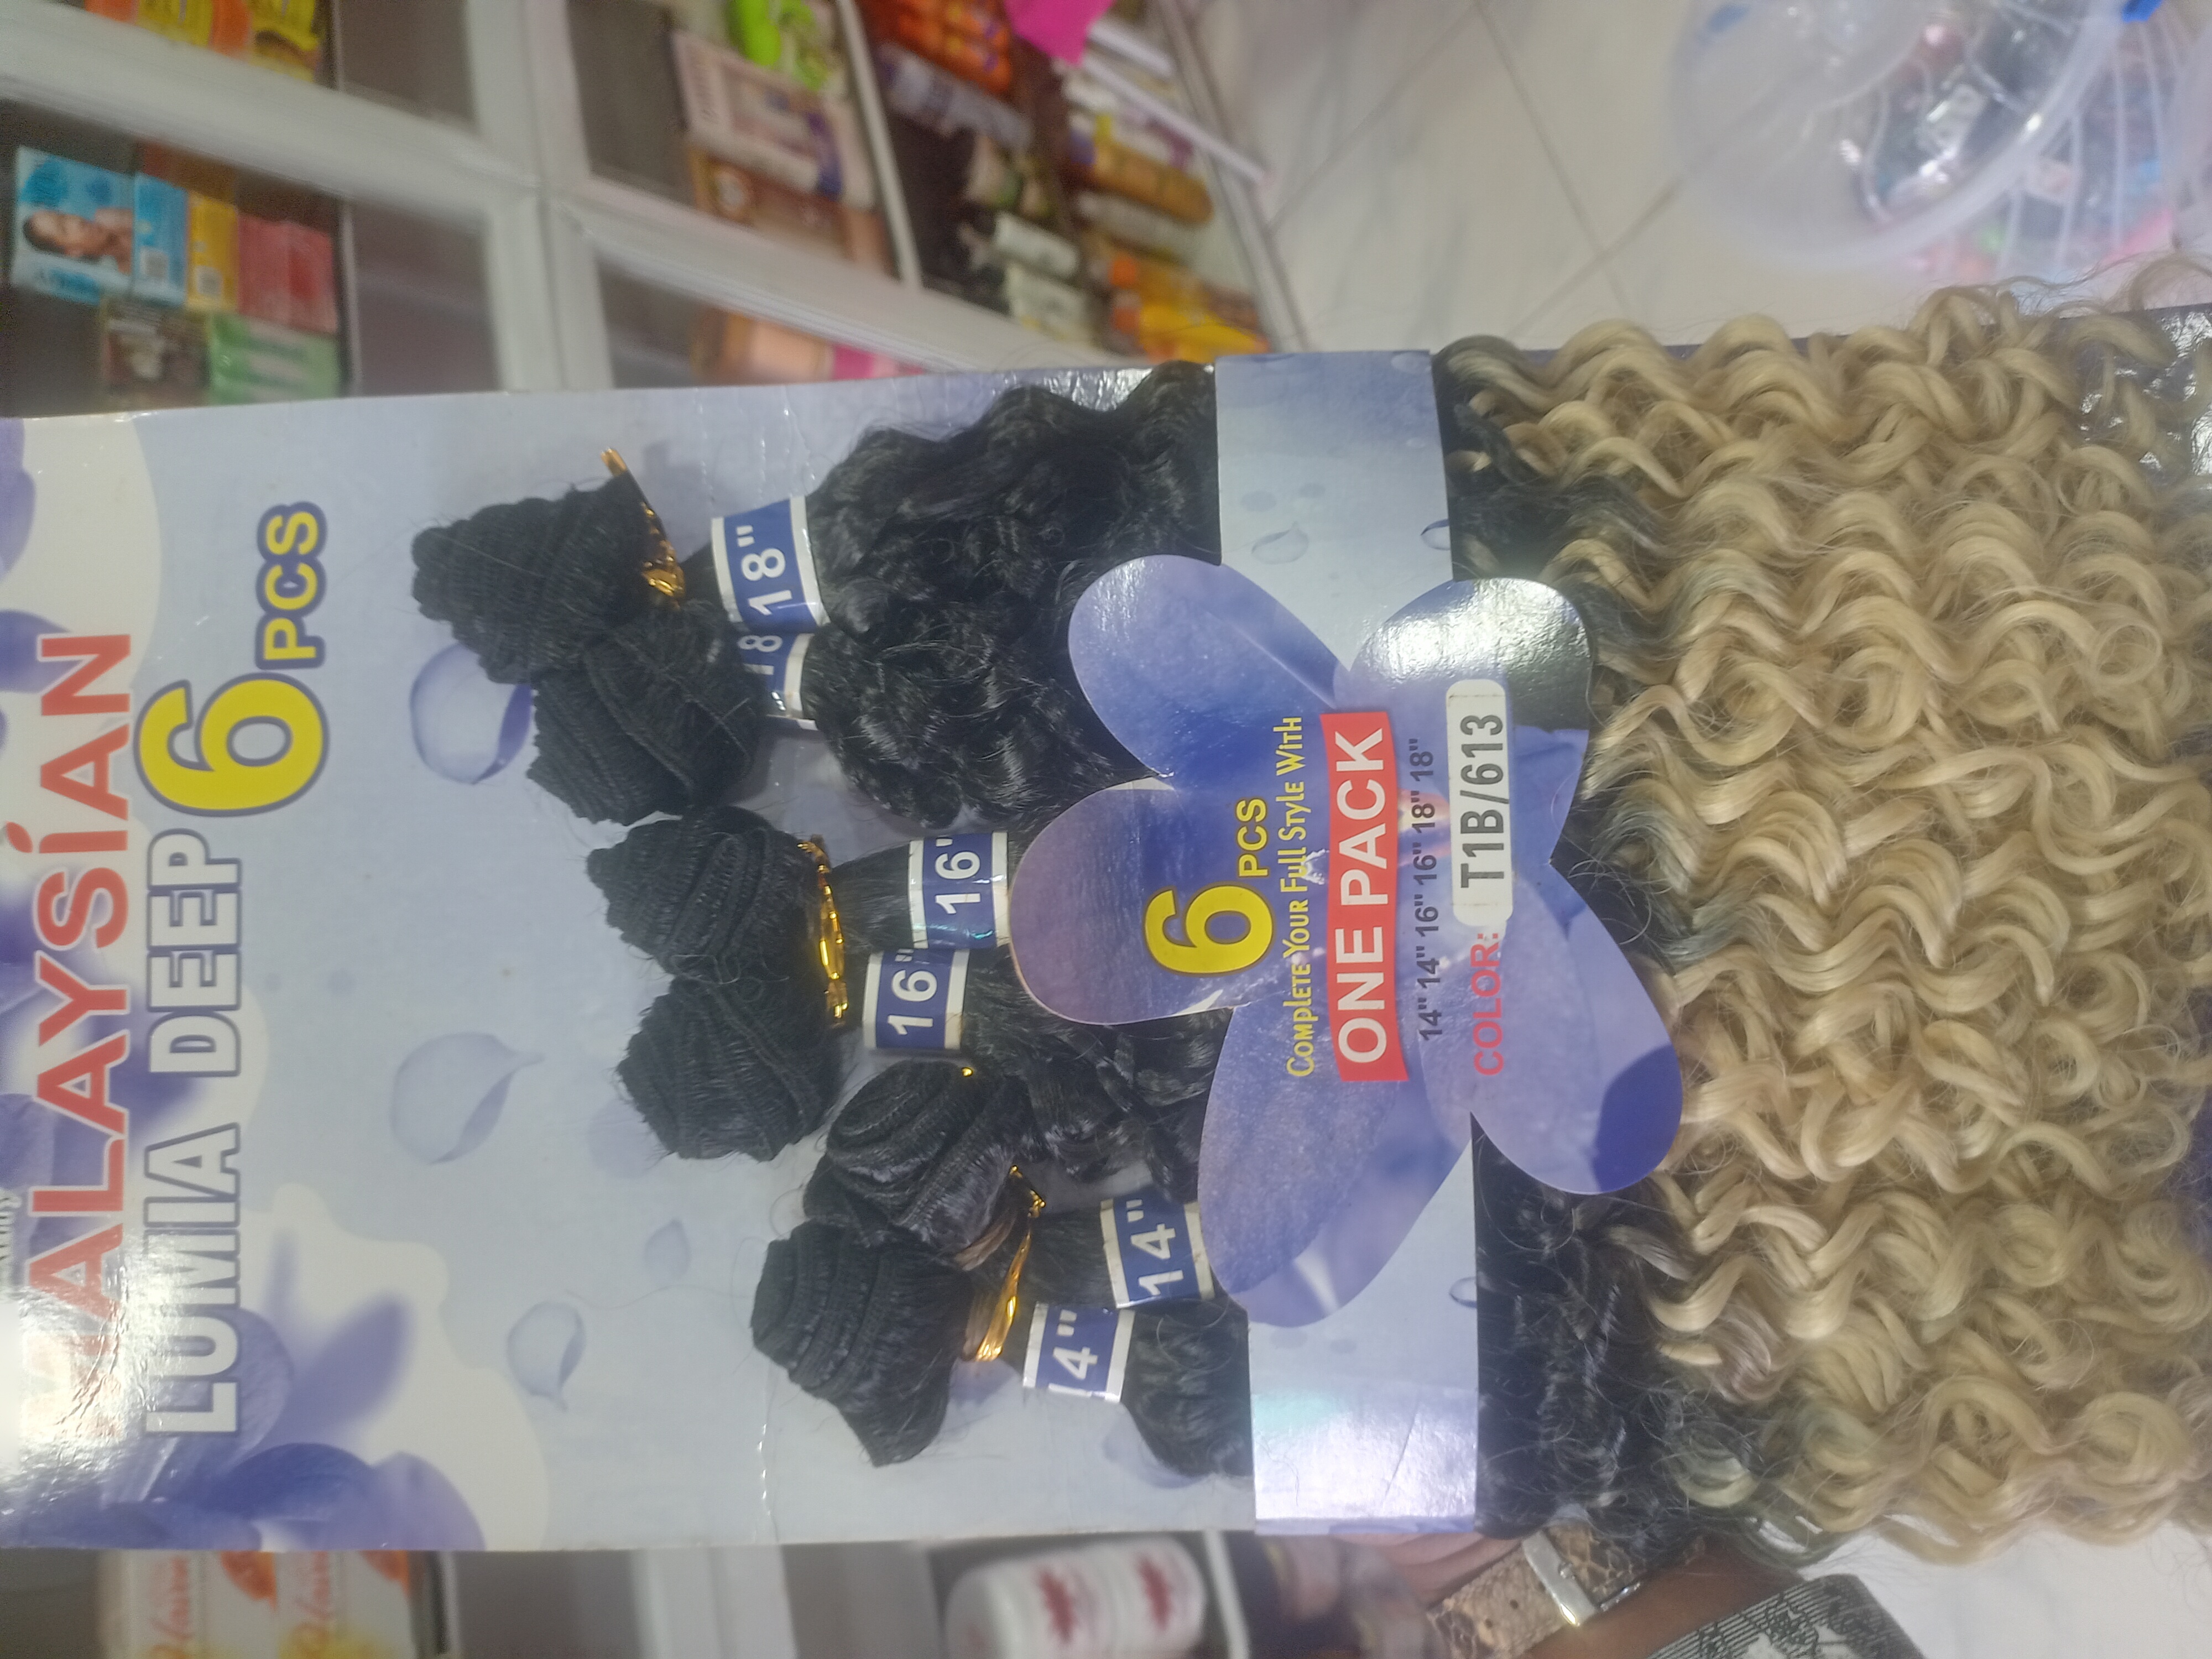 MALAYSIAN
LUMIA DEEP 6 PCS
18"
18"
16"
16"
14"
14"
6 PCS
Complete Your Full Style With
ONE PACK
14" 14" 16" 16" 18" 18"
COLOR: T1B/613